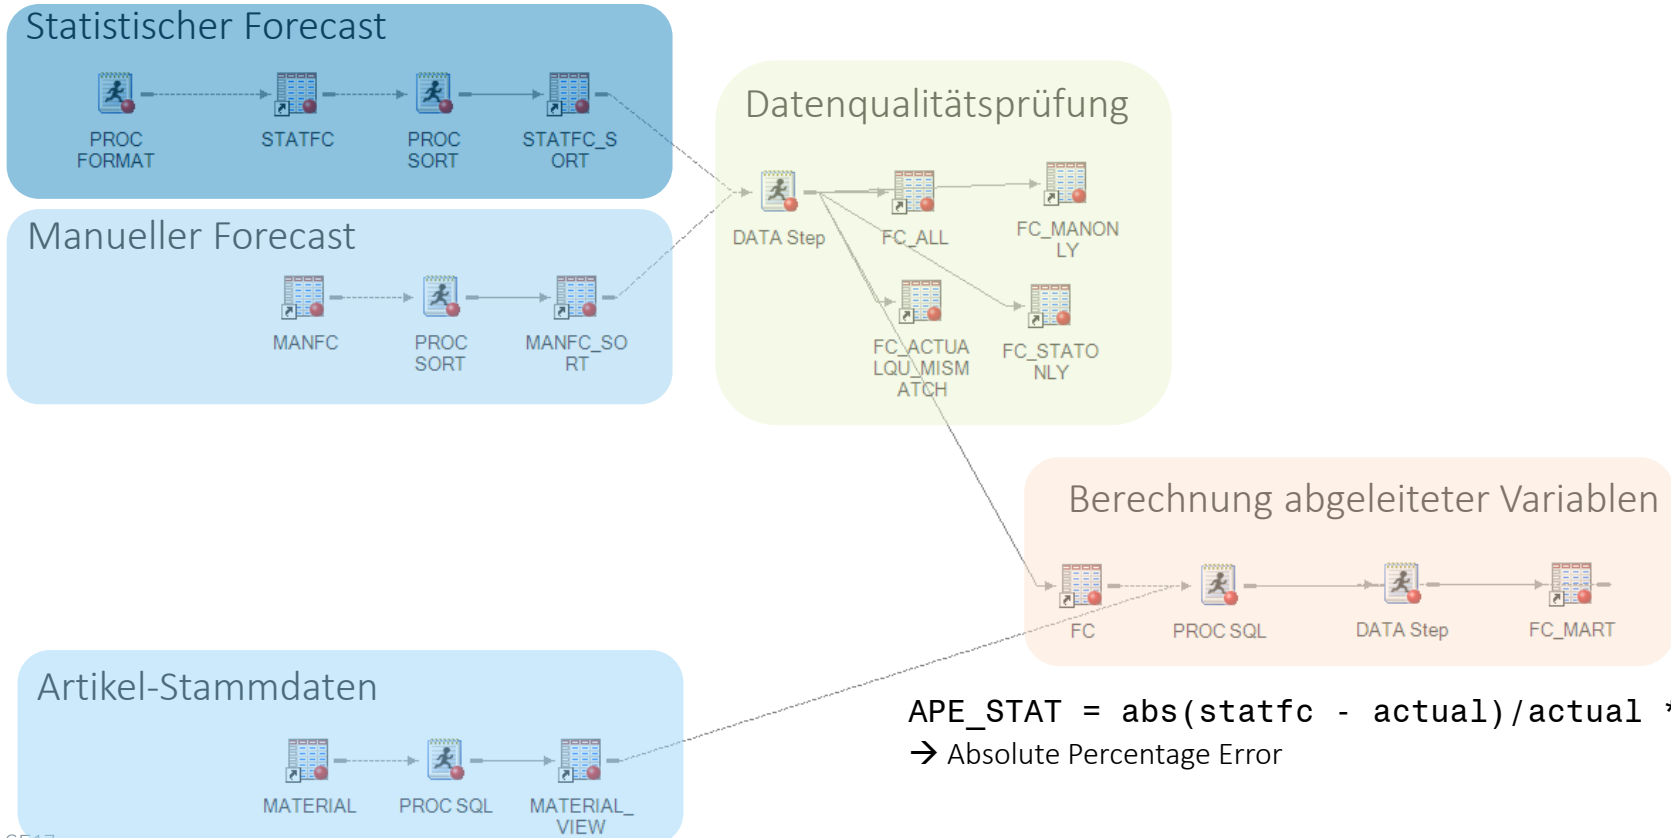 Statistischer Forecast
PROC
FORMAT
STATFC
PROC
SORT
STATFC_S
ORT
Datenqualitätsprüfung
DATA Step
FC_ALL
FC_MANON
LY
FC_ACTUA
LQU_MISM
ATCH
FC_STATO
NLY
Manueller Forecast
MANFC
PROC
SORT
MANFC_SO
RT
Berechnung abgeleiteter Variablen
FC
PROC SQL
DATA Step
FC_MART
Artikel-Stammdaten
MATERIAL
PROC SQL
MATERIAL_
VIEW
APE_STAT = abs(statfc - actual)/actual *
→ Absolute Percentage Error